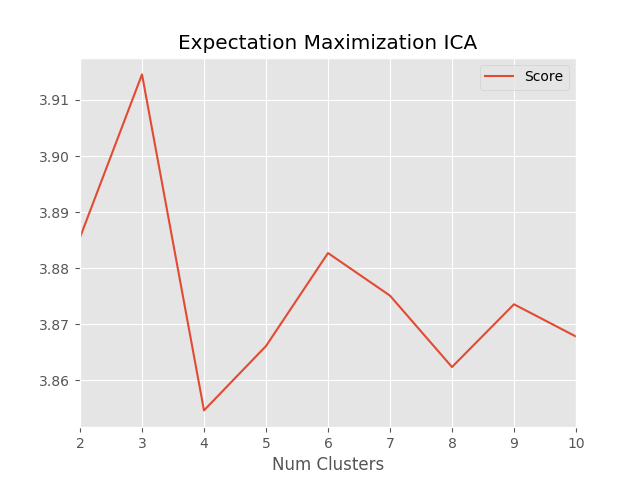 Expectation Maximization ICA
Score
3.91
3.90
3.89
3.88
3.87
3.86
2 3 4 5 6 7 8 9 10
Num Clusters